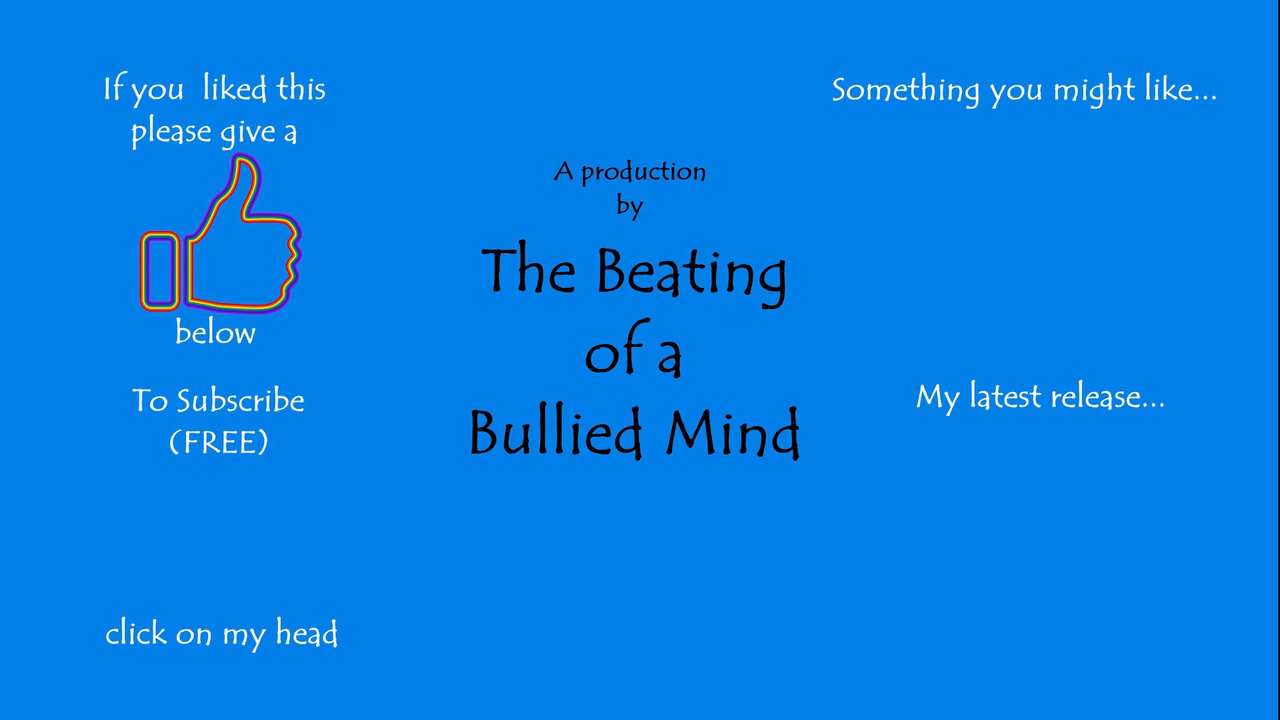 If you liked this
please give a
below
To Subscribe
(FREE)
click on my head
A production
by
The Beating
of a
Bullied Mind
Something you might like...
My latest release...